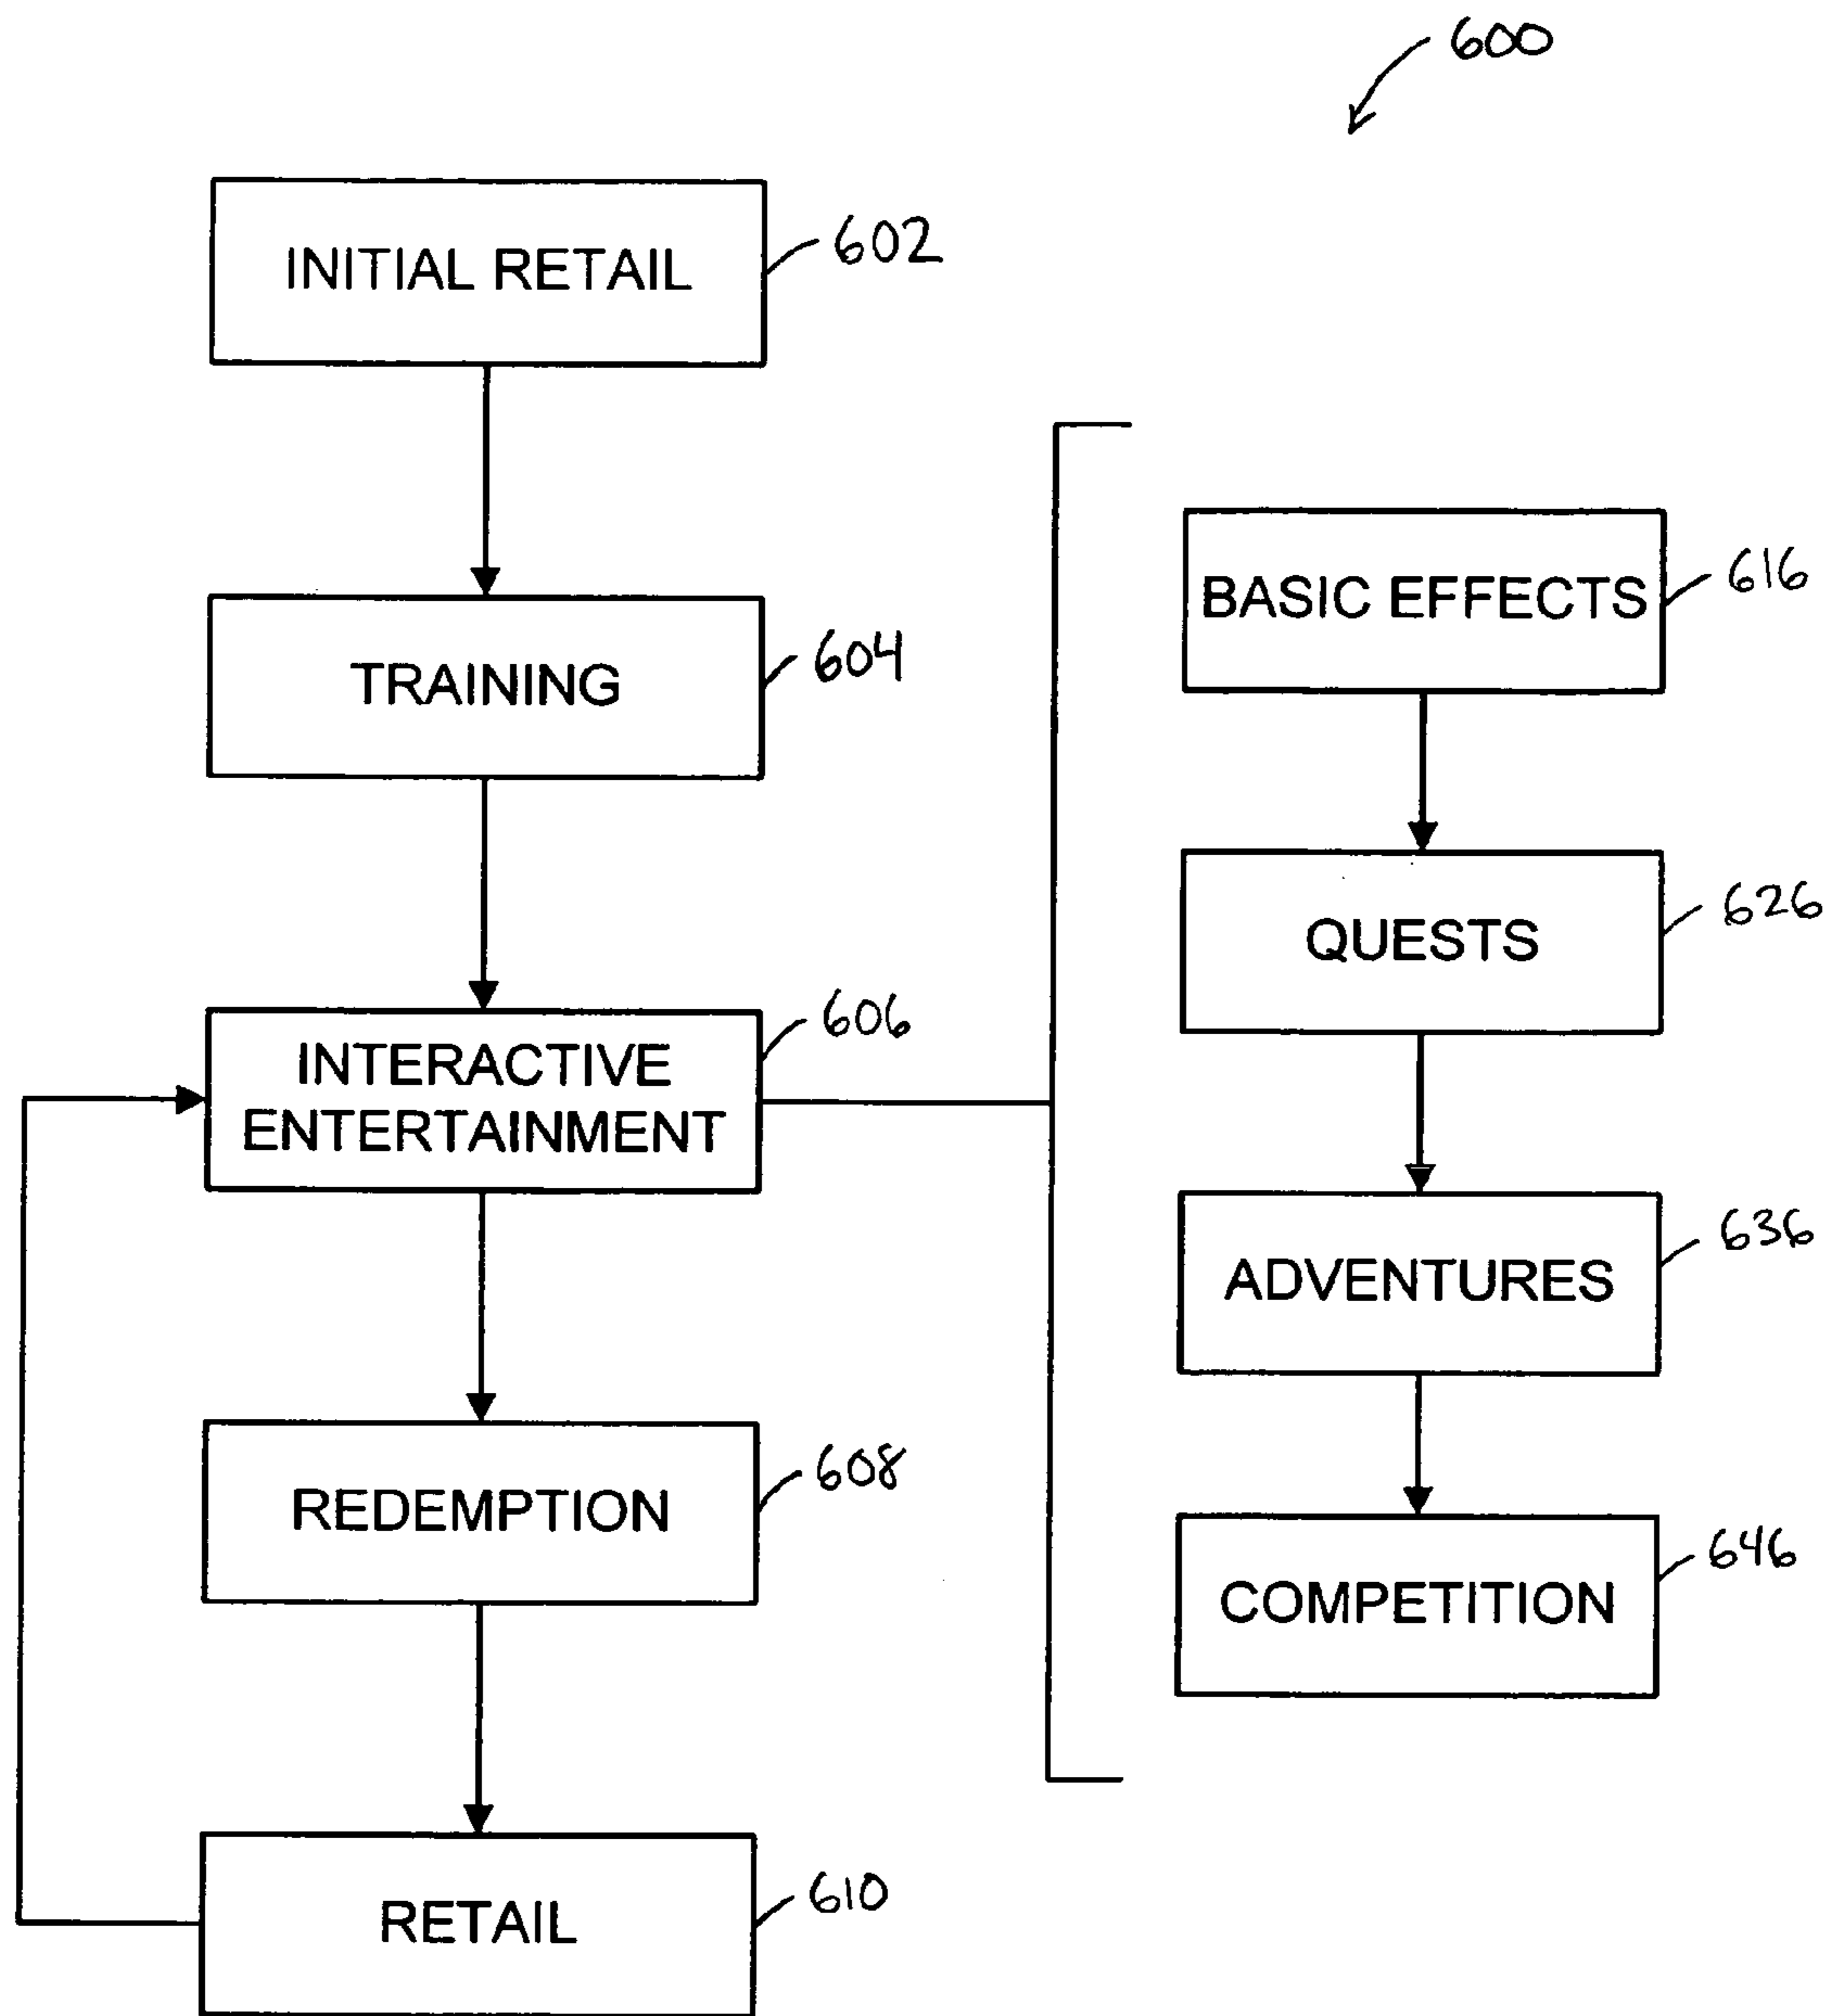 600
INITIAL RETAIL
602
TRAINING
604
INTERACTIVE
ENTERTAINMENT
606
REDEMPTION
608
RETAIL
610
BASIC EFFECTS
616
QUESTS
626
ADVENTURES
636
COMPETITION
646